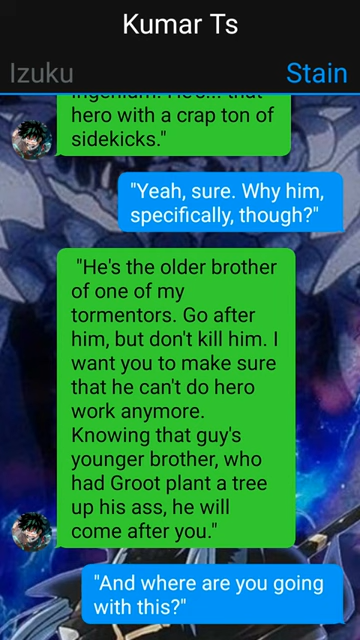 Kumar Ts
Izuku
Stain
Ingenium. He's... that
hero with a crap ton of
sidekicks."
"Yeah, sure. Why him,
specifically, though?"
"He's the older brother
of one of my
tormentors. Go after
him, but don't kill him. I
want you to make sure
that he can't do hero
work anymore.
Knowing that guy's
younger brother, who
had Groot plant a tree
up his ass, he will
come after you."
"And where are you going
with this?"